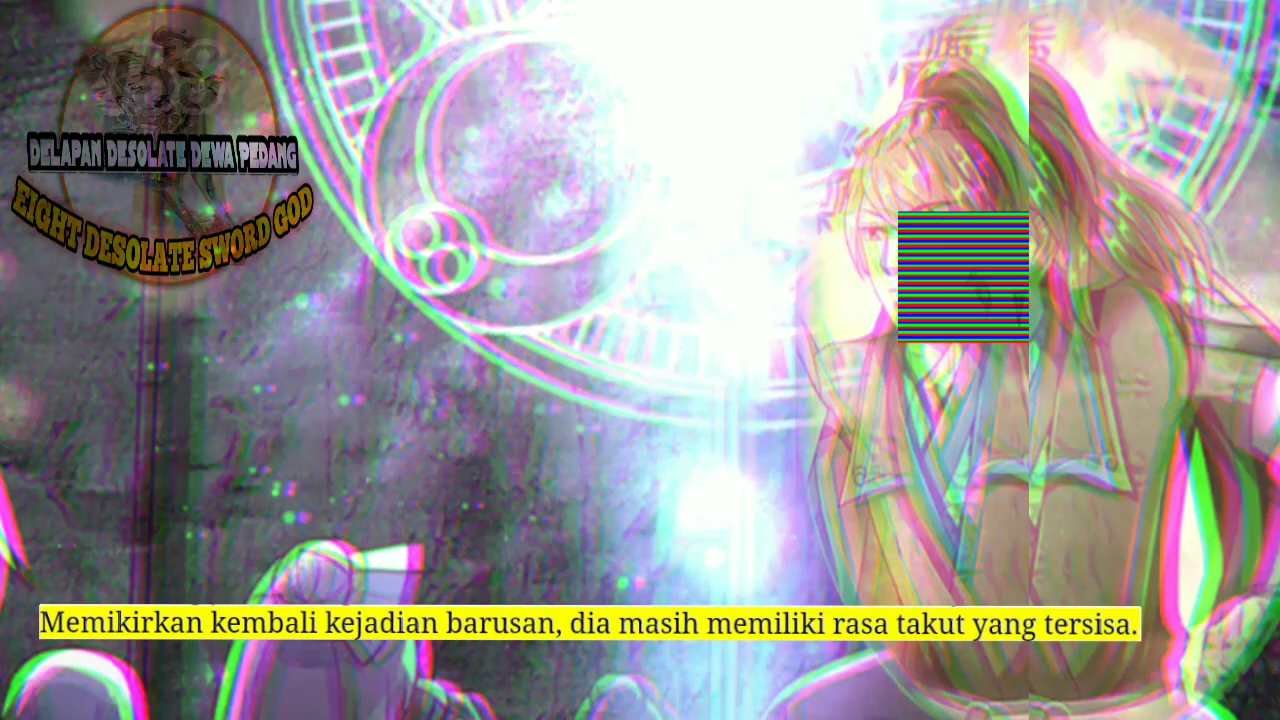 DELAPAN DESOLATE DEWA PEDANG
EIGHT DESOLATE SWORD GOD
Memikirkan kembali kejadian barusan, dia masih memiliki rasa takut yang tersisa.